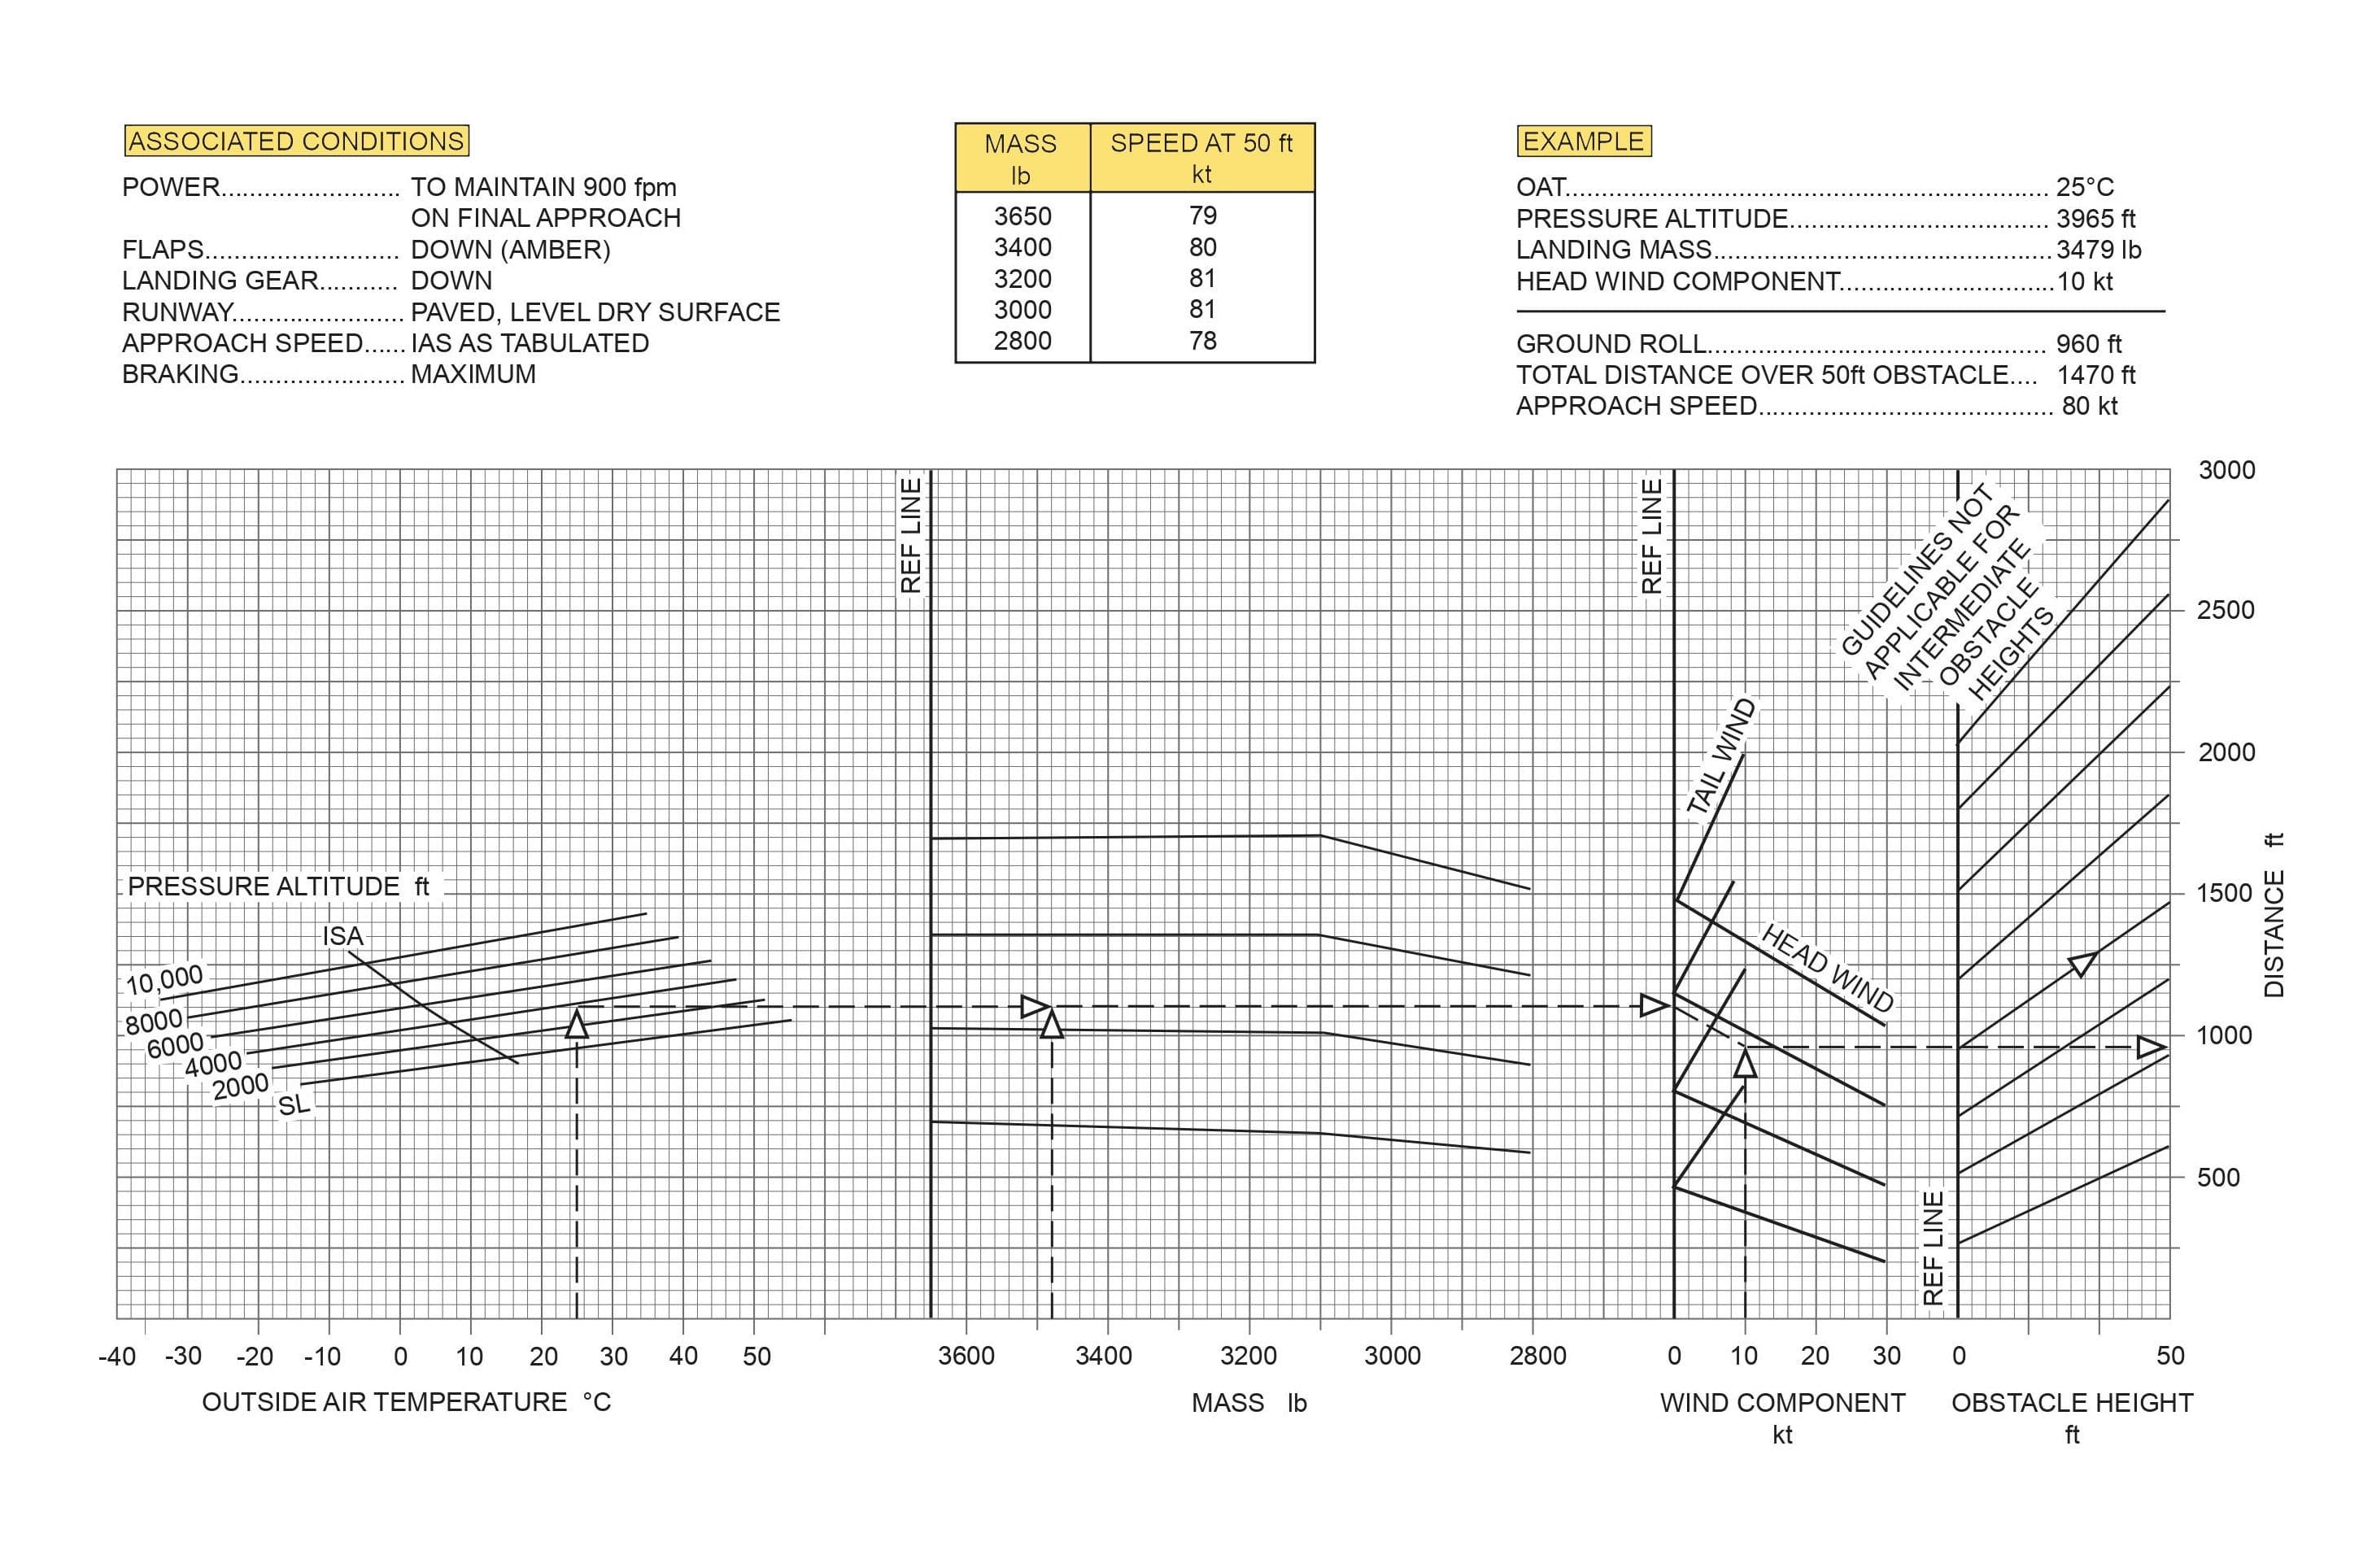 ASSOCIATED CONDITIONS
POWER......................... TO MAINTAIN 900 fpm
ON FINAL APPROACH
FLAPS........................... DOWN (AMBER)
LANDING GEAR........... DOWN
RUNWAY........................ PAVED, LEVEL DRY SURFACE
APPROACH SPEED...... IAS AS TABULATED
BRAKING....................... MAXIMUM
MASS SPEED AT 50 ft
lb kt
3650 79
3400 80
3200 81
3000 81
2800 78
EXAMPLE
OAT................................................................... 25°C
PRESSURE ALTITUDE.................................... 3965 ft
LANDING MASS............................................... 3479 lb
HEAD WIND COMPONENT.............................. 10 kt
GROUND ROLL............................................... 960 ft
TOTAL DISTANCE OVER 50ft OBSTACLE.... 1470 ft
APPROACH SPEED......................................... 80 kt
REF LINE
REF LINE
GUIDELINES NOT
APPLICABLE FOR
INTERMEDIATE
OBSTACLE
HEIGHTS
TAIL WIND
HEAD WIND
REF LINE
PRESSURE ALTITUDE ft
ISA
10,000
8000
6000
4000
2000
SL
3000
2500
2000
1500
1000
500
DISTANCE ft
-40 -30 -20 -10 0 10 20 30 40 50 3600 3400 3200 3000 2800 0 10 20 30 0 50
OUTSIDE AIR TEMPERATURE °C MASS lb WIND COMPONENT OBSTACLE HEIGHT
kt ft